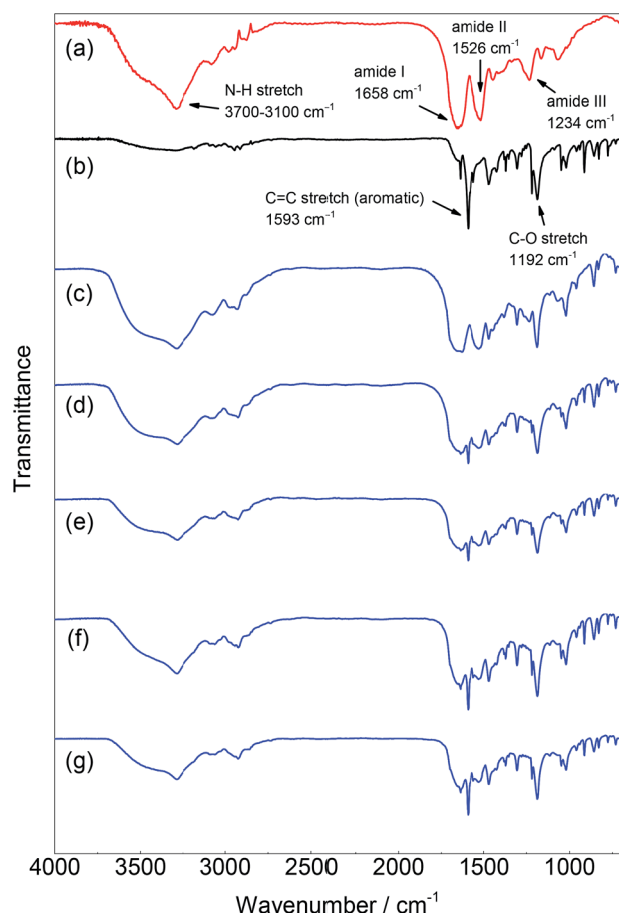 (a)
N-H stretch
3700-3100 cm⁻¹
amide I
1658 cm⁻¹
amide II
1526 cm⁻¹
amide III
1234 cm⁻¹
(b)
C=C stretch (aromatic)
1593 cm⁻¹
C-O stretch
1192 cm⁻¹
(c)
(d)
(e)
(f)
(g)
Transmittance
4000 3500 3000 2500 2000 1500 1000
Wavenumber / cm⁻¹